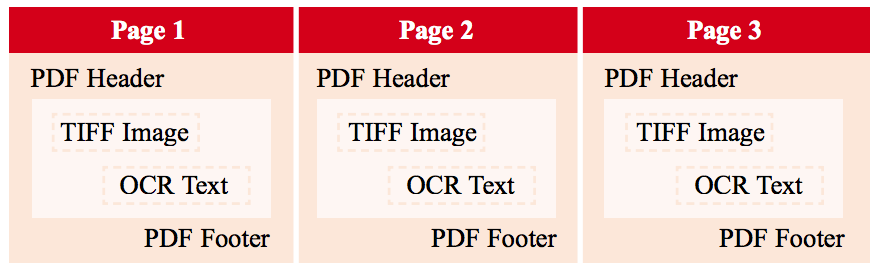 Page 1
PDF Header
TIFF Image
OCR Text
PDF Footer
Page 2
PDF Header
TIFF Image
OCR Text
PDF Footer
Page 3
PDF Header
TIFF Image
OCR Text
PDF Footer